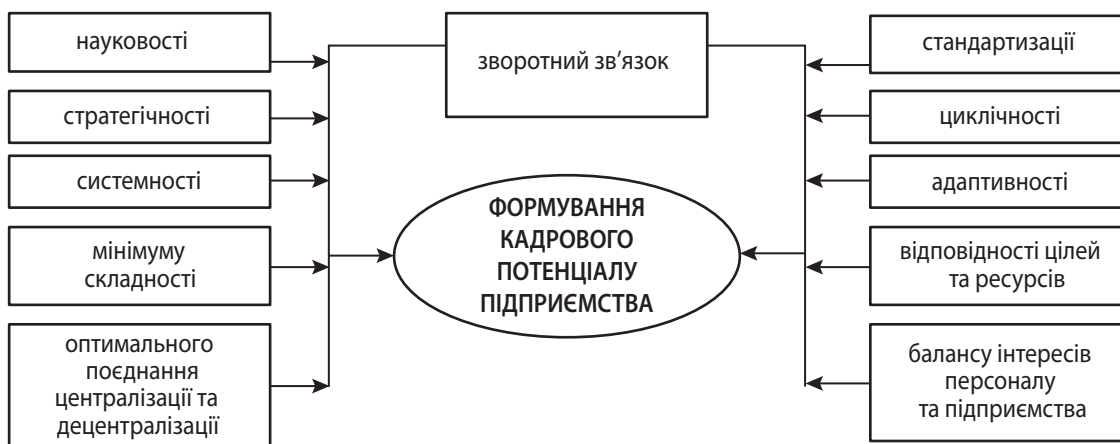 науковості
стратегічності
системності
мінімуму
складності
оптимального
поєднання
централізації та
децентралізації
зворотний зв'язок
ФОРМУВАННЯ
КАДРОВОГО
ПОТЕНЦІАЛУ
ПІДПРИЄМСТВА
стандартизації
циклічності
адаптивності
відповідності цілей
та ресурсів
балансу інтересів
персоналу
та підприємства